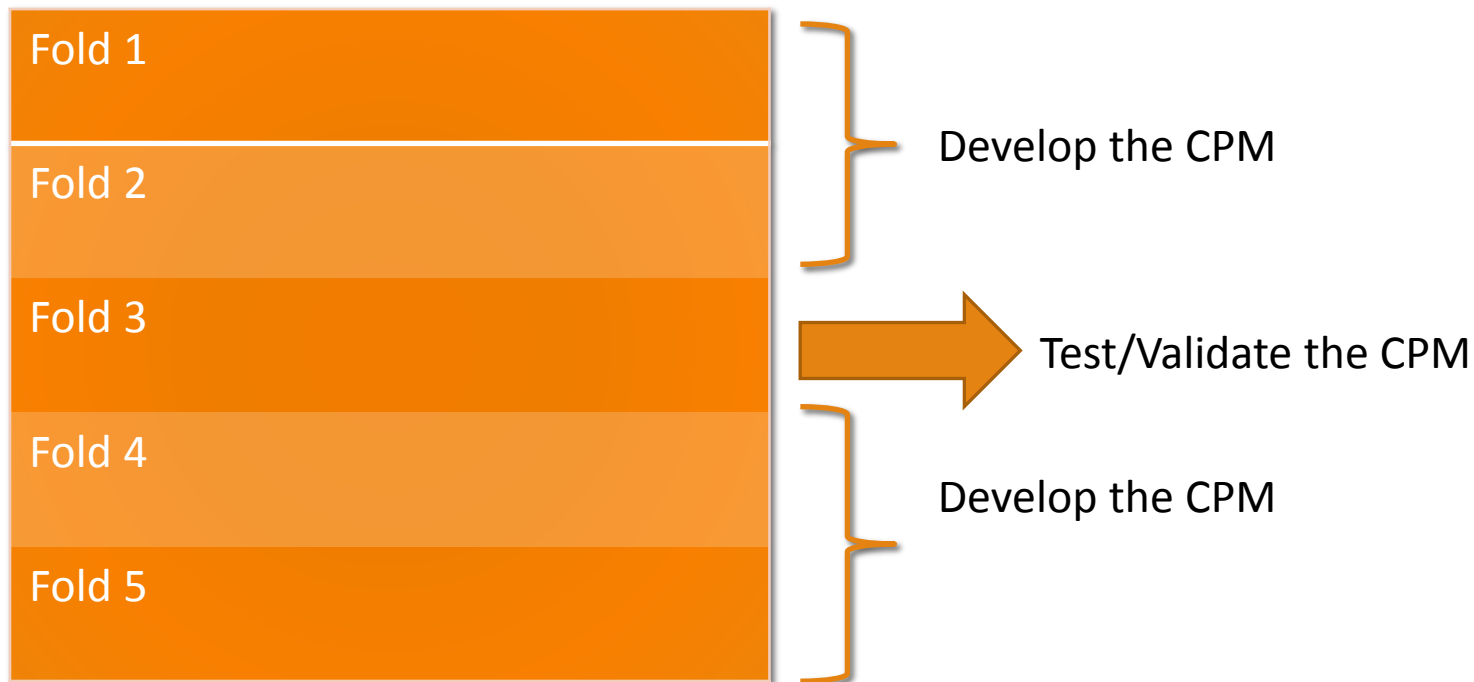 Fold 1
Develop the CPM
Fold 2
Fold 3
Test/Validate the CPM
Fold 4
Develop the CPM
Fold 5